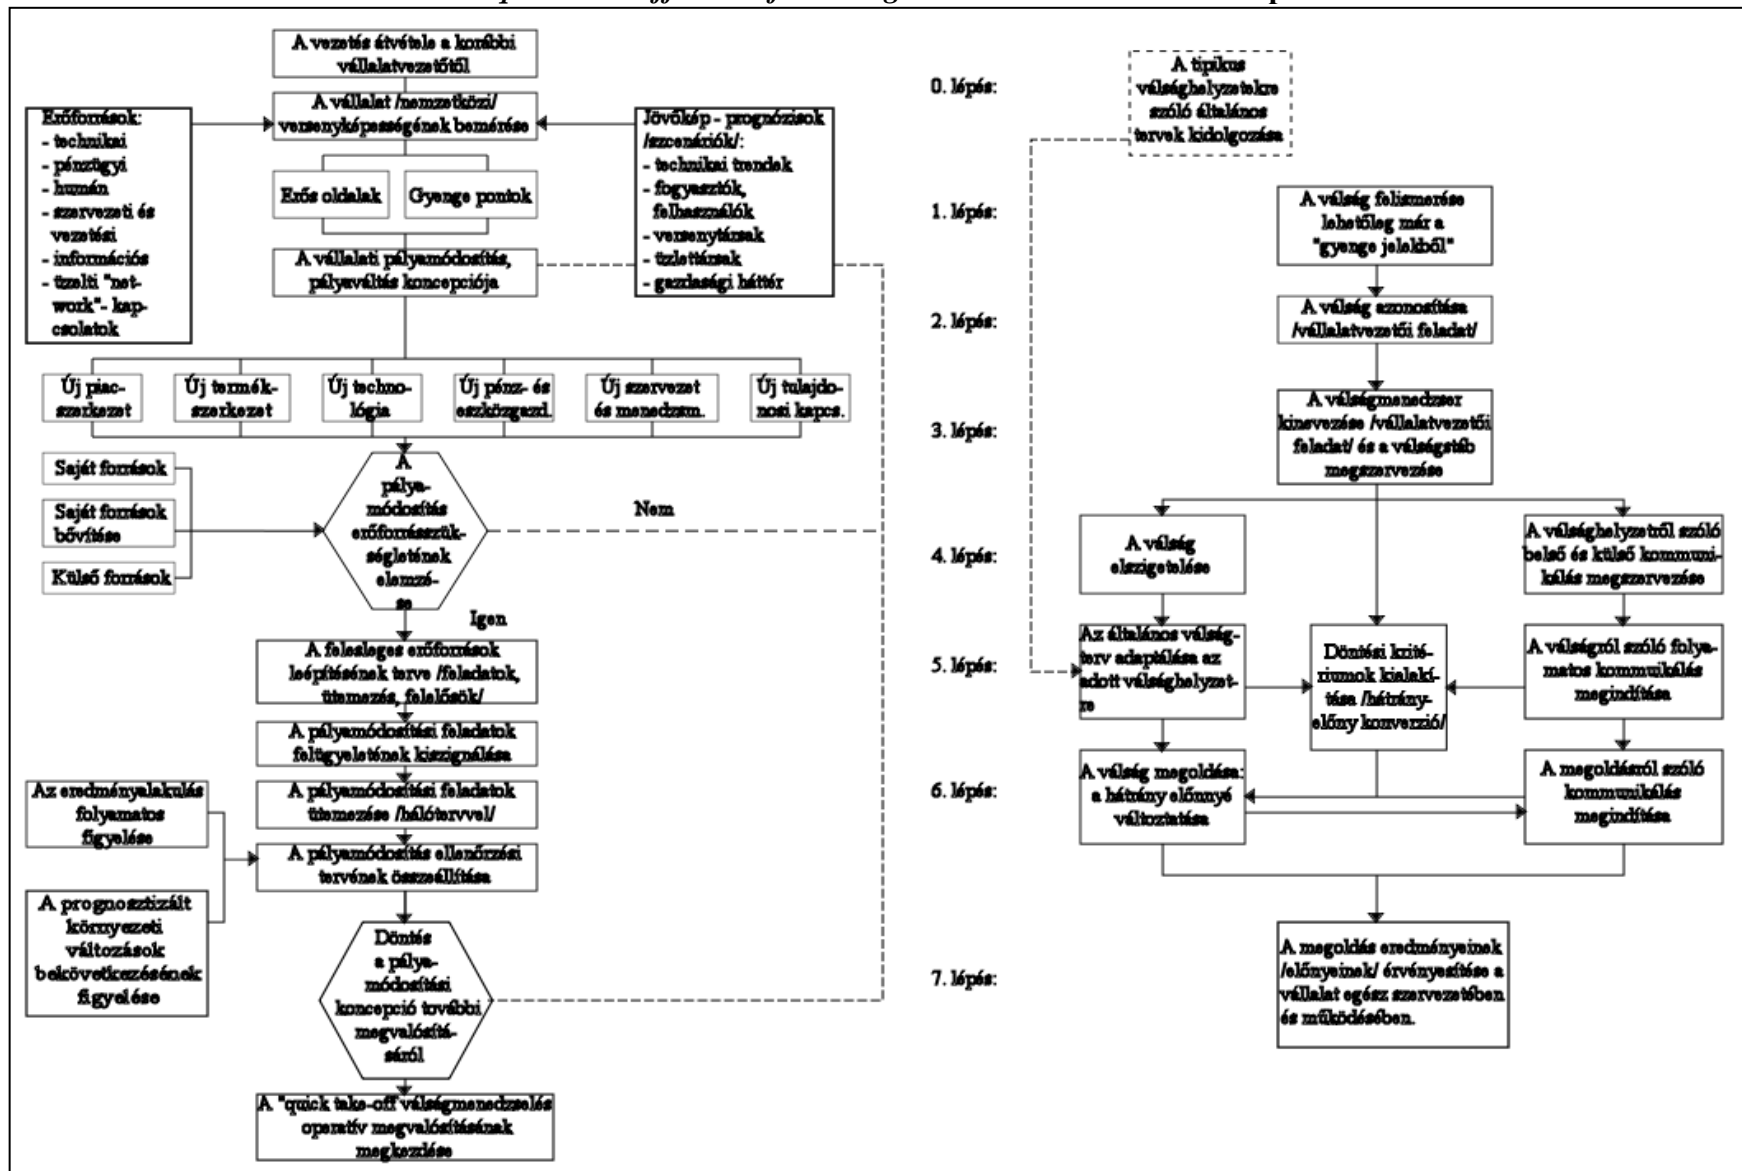 A vezetés átvétele a korábbi
vállalatvezetőtől
A vállalat /nemzetközi/
versenyképességének bemérése
Erőforrások:
- technikai
- pénzügyi
- humán
- szervezeti és
vezetési
- információs
- üzelti "net-
work"- kap-
csolatok
Jövőkép - prognózisok
/szcenáriók/:
- technikai trendek
- fogyasztók,
felhasználók
- versenytársak
- üzlettársak
- gazdasági háttér
Erős oldalak
Gyenge pontok
A vállalati pályamódosítás,
pályaváltás koncepciója
Új piac-
szerkezet
Új termék-
szerkezet
Új techno-
lógia
Új pénz- és
eszközgazd.
Új szervezet
és menedzsm.
Új tulajdo-
nosi kapcs.
Saját források
Saját források
bővítése
Külső források
A
pálya-
módosítás
erőforrásszük-
ségletének
elemzé-
se
Nem
Igen
A felesleges erőforrások
leépítésének terve /feladatok,
ütemezés, felelősök/
A pályamódosítási feladatok
felügyeletének kiszignálása
A pályamódosítási feladatok
ütemezése /hálótervvel/
A pályamódosítás ellenőrzési
tervének összeállítása
Az eredményalakulás
folyamatos
figyelése
A prognosztizált
környezeti
változások
bekövetkezésének
figyelése
Döntés
a pálya-
módosítási
koncepció további
megvalósítá-
sáról
A "quick take-off válságmenedzselés
operatív megvalósításának
megkezdése
0. lépés:
A tipikus
válsághelyzetekre
szóló általános
tervek kidolgozása
1. lépés:
A válság felismerése
lehetőleg már a
"gyenge jelekből"
2. lépés:
A válság azonosítása
/vállalatvezetői feladat/
3. lépés:
A válságmenedzser
kinevezése /vállalatvezetői
feladat/ és a válságstáb
megszervezése
4. lépés:
A válság
elszigetelése
A válsághelyzetről szóló
belső és külső kommuni-
kálás megszervezése
5. lépés:
Az általános válság-
terv adaptálása az
adott válsághelyzet-
re
Döntési krité-
riumok kialakí-
tása /hátrány-
előny konverzió/
A válságról szóló folya-
matos kommuikálás
megindítása
6. lépés:
A válság megoldása:
a hátrány előnnyé
változtatása
A megoldásról szóló
kommunikálás
megindítása
7. lépés:
A megoldás eredményeinek
/előnyeinek/ érvényesítése a
vállalat egész szervezetében
és működésében.